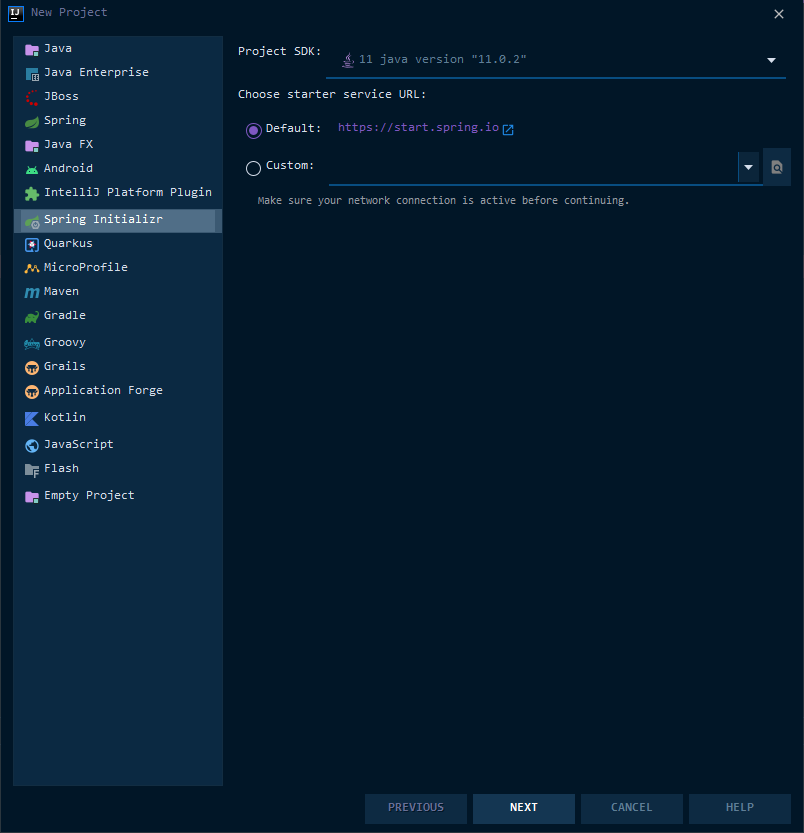 IJ New Project
Java
Java Enterprise
JBoss
Spring
Java FX
Android
IntelliJ Platform Plugin
Spring Initializr
Quarkus
MicroProfile
Maven
Gradle
Groovy
Grails
Application Forge
Kotlin
JavaScript
Flash
Empty Project
Project SDK: 11 java version "11.0.2"
Choose starter service URL:
Default: https://start.spring.io
Custom:
Make sure your network connection is active before continuing.
PREVIOUS NEXT CANCEL HELP